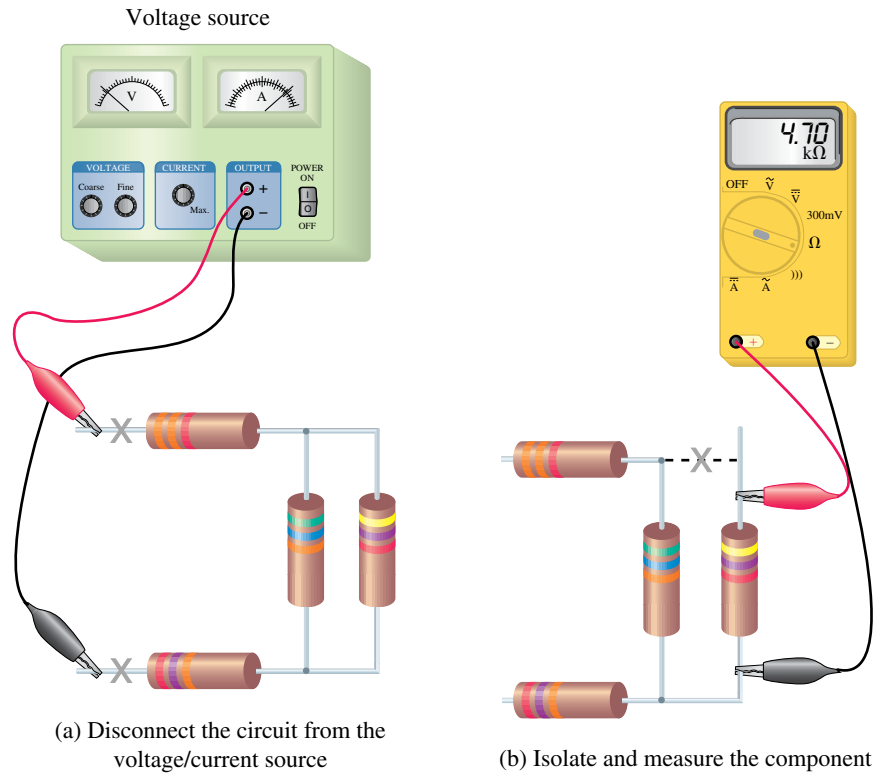 Voltage source
V
A
VOLTAGE
Coarse Fine
CURRENT
Max.
OUTPUT
+
−
POWER
ON
I
O
OFF
(a) Disconnect the circuit from the
voltage/current source
4.70
kΩ
OFF
Ṽ
V
300mV
Ω
)))
A
Ã
+
−
(b) Isolate and measure the component